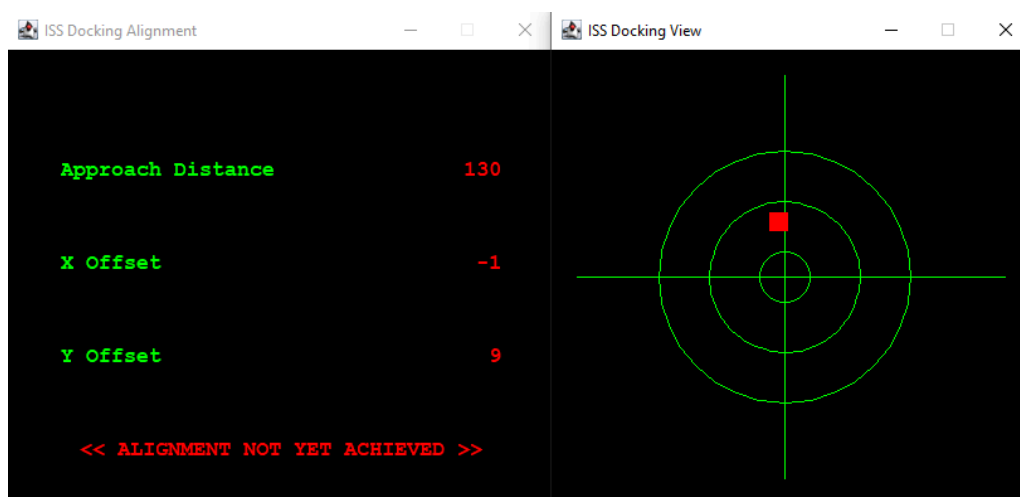 ISS Docking Alignment
ISS Docking View
Approach Distance 130
X Offset -1
Y Offset 9
<< ALIGNMENT NOT YET ACHIEVED >>